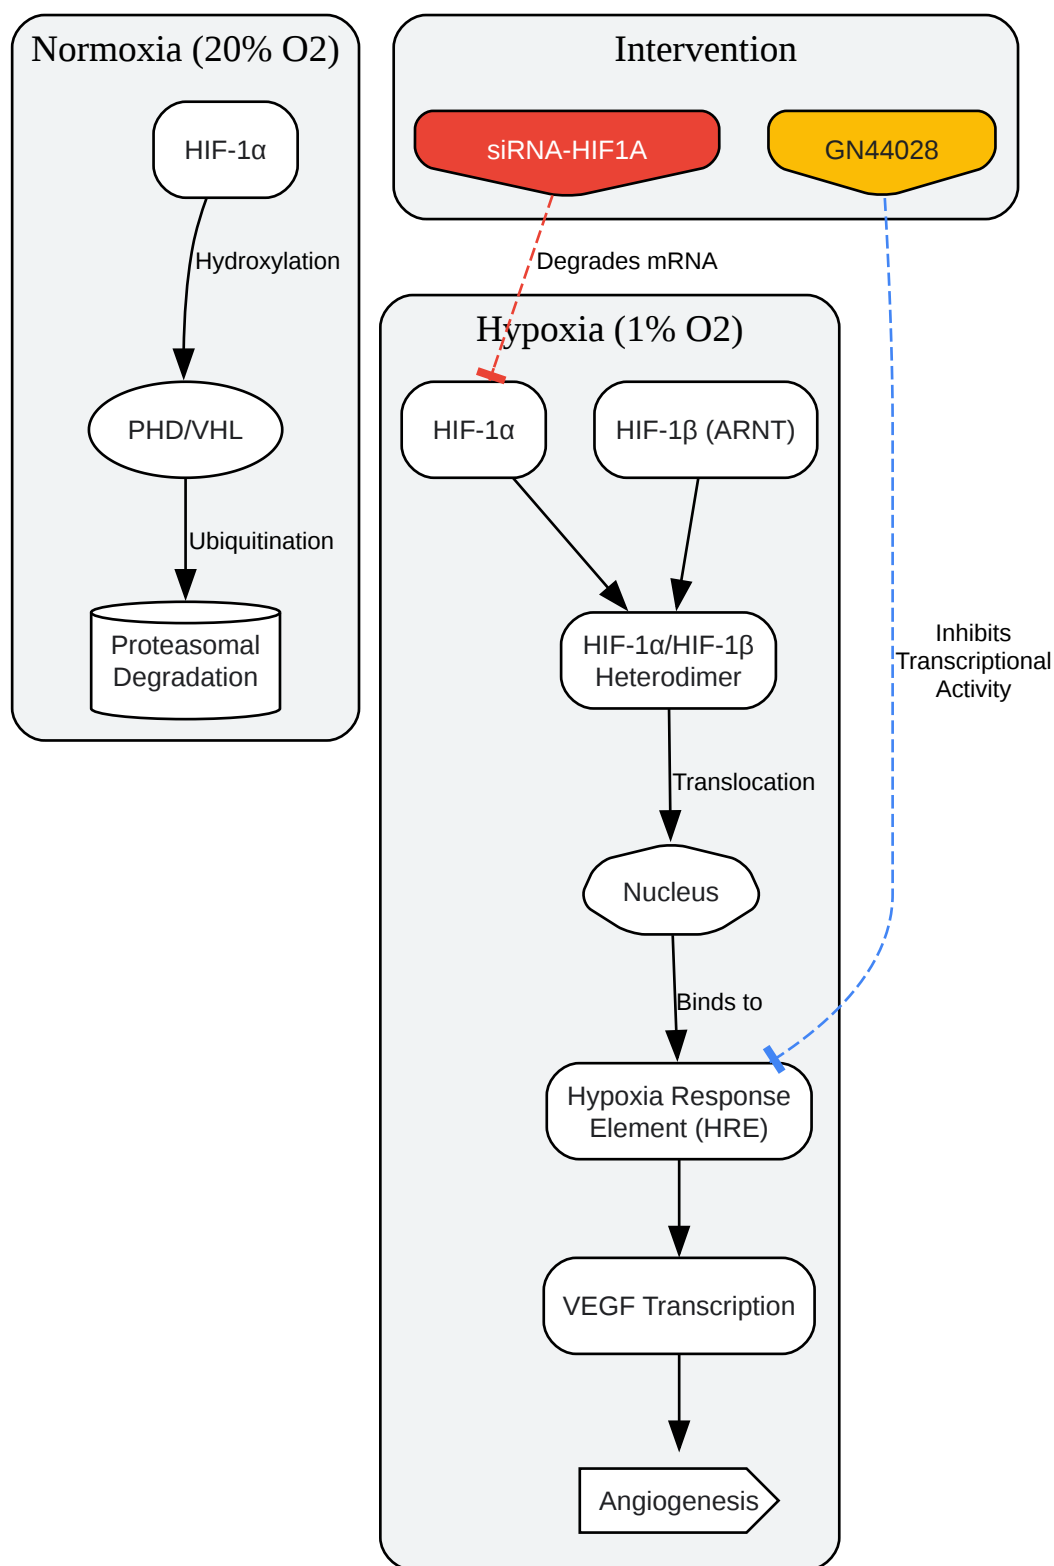 Normoxia (20% O2)
HIF-1α
Hydroxylation
PHD/VHL
Ubiquitination
Proteasomal
Degradation
Intervention
siRNA-HIF1A
GN44028
Degrades mRNA
Inhibits
Transcriptional
Activity
Hypoxia (1% O2)
HIF-1α
HIF-1β (ARNT)
HIF-1α/HIF-1β
Heterodimer
Translocation
Nucleus
Binds to
Hypoxia Response
Element (HRE)
VEGF Transcription
Angiogenesis